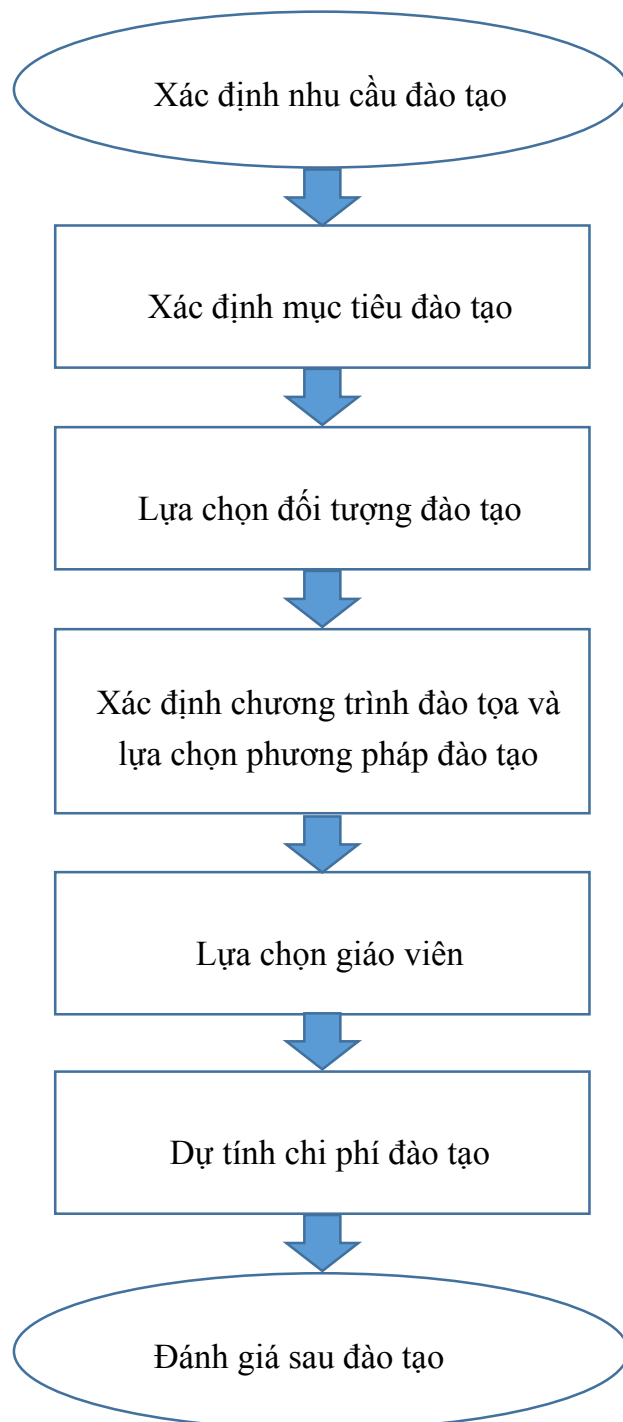 Xác định nhu cầu đào tạo
Xác định mục tiêu đào tạo
Lựa chọn đối tượng đào tạo
Xác định chương trình đào tọa và
lựa chọn phương pháp đào tạo
Lựa chọn giáo viên
Dự tính chi phí đào tạo
Đánh giá sau đào tạo